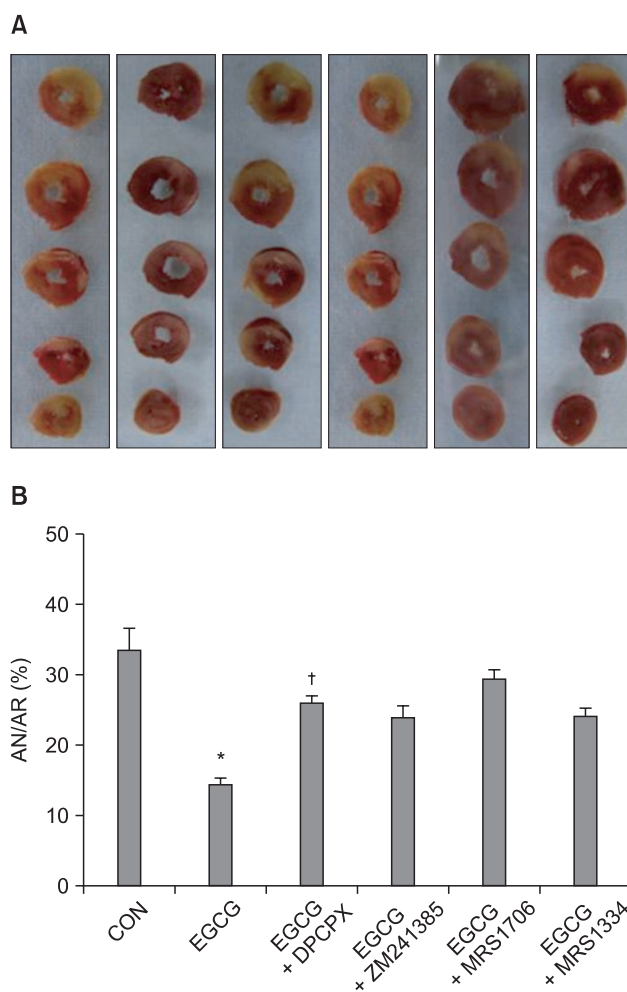 A
B
50
40
30
20
10
0
AN/AR (%)
*
†
CON
EGCG
EGCG
+ DPCPX
EGCG
+ ZM241385
EGCG
+ MRS1706
EGCG
+ MRS1334